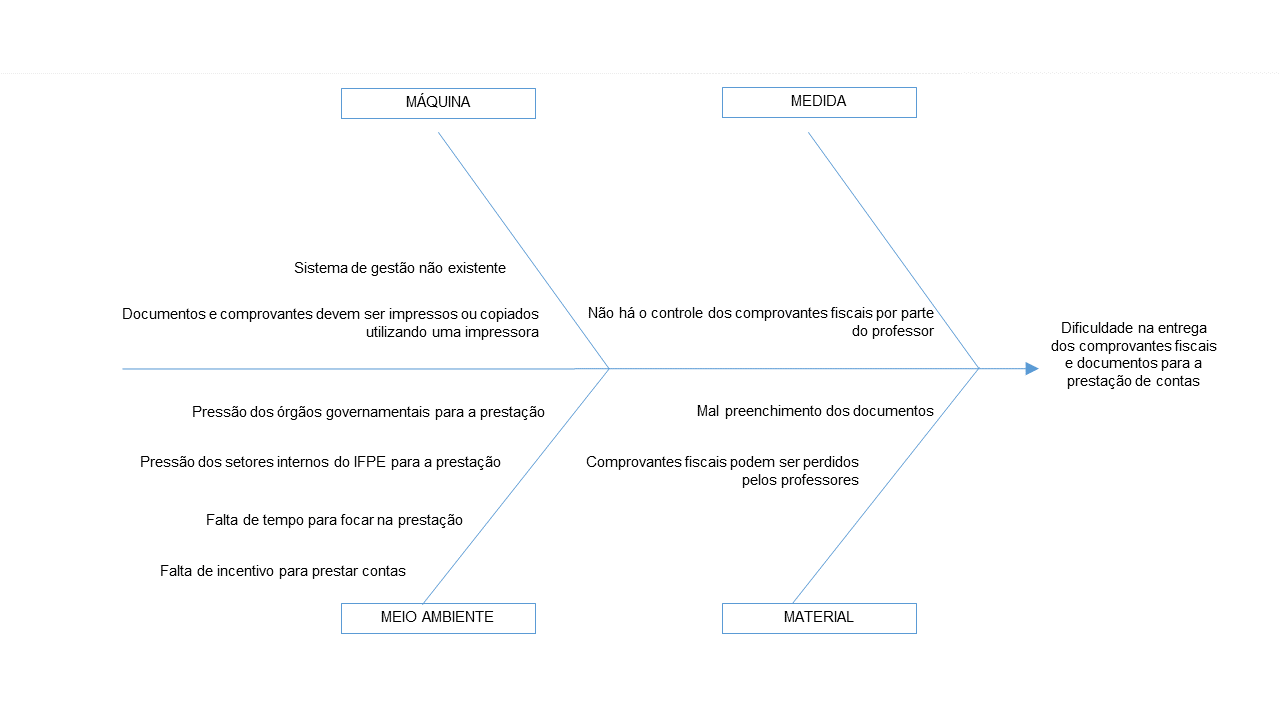 MÁQUINA
MEDIDA
Sistema de gestão não existente
Documentos e comprovantes devem ser impressos ou copiados
utilizando uma impressora
Não há o controle dos comprovantes fiscais por parte
do professor
Dificuldade na entrega
dos comprovantes fiscais
e documentos para a
prestação de contas
Pressão dos órgãos governamentais para a prestação
Pressão dos setores internos do IFPE para a prestação
Falta de tempo para focar na prestação
Falta de incentivo para prestar contas
Mal preenchimento dos documentos
Comprovantes fiscais podem ser perdidos
pelos professores
MEIO AMBIENTE
MATERIAL